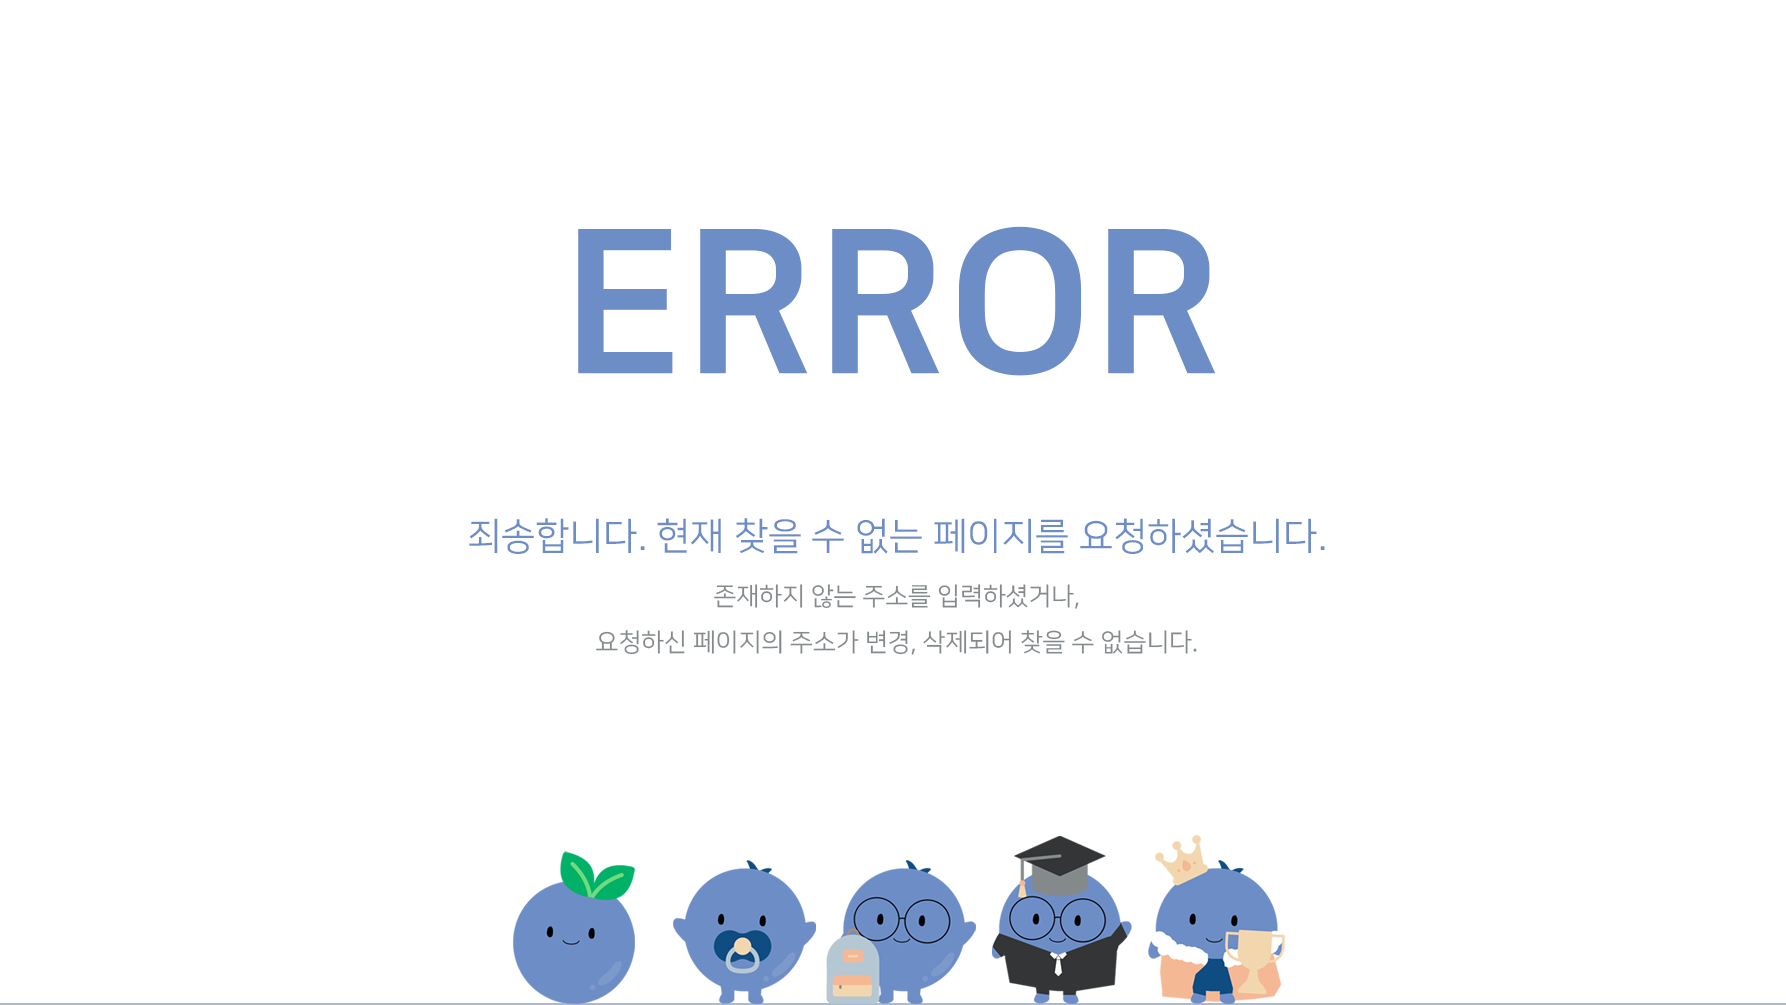 ERROR
죄송합니다. 현재 찾을 수 없는 페이지를 요청하셨습니다.
존재하지 않는 주소를 입력하셨거나,
요청하신 페이지의 주소가 변경, 삭제되어 찾을 수 없습니다.